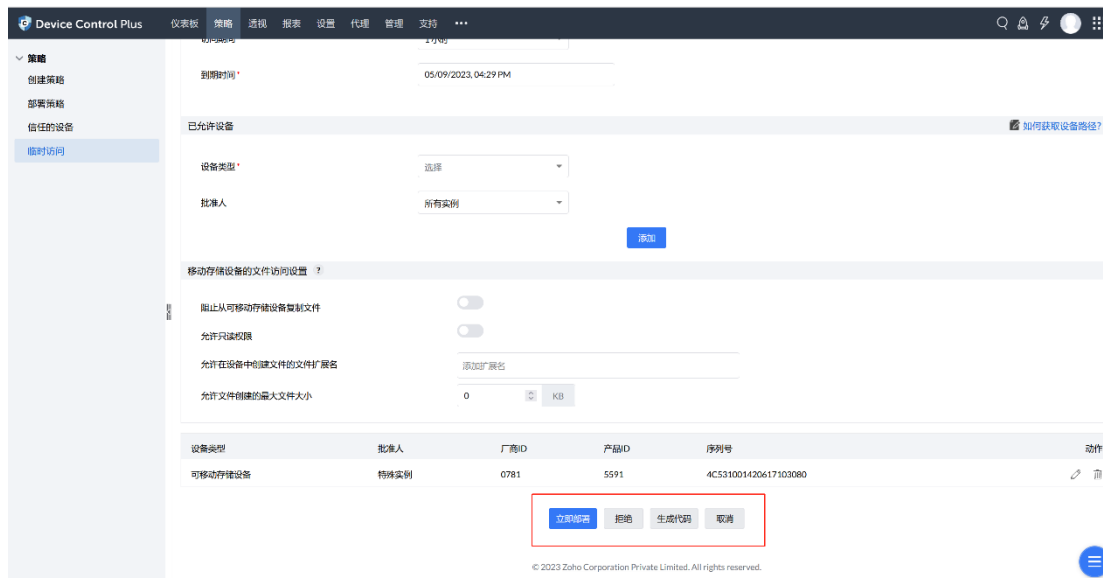 Device Control Plus 仪表板 策略 透视 报表 设置 代理 管理 支持 •••
策略
创建策略
部署策略
信任的设备
临时访问
访问期间 1小时
到期时间* 05/09/2023, 04:29 PM
已允许设备 如何获取设备路径?
设备类型* 选择
批准人 所有实例
添加
移动存储设备的文件访问设置 ?
阻止从可移动存储设备复制文件
允许只读权限
允许在设备中创建文件的文件扩展名 添加扩展名
允许文件创建的最大文件大小 0 KB
设备类型 批准人 厂商ID 产品ID 序列号 动作
可移动存储设备 特殊实例 0781 5591 4C531001420617103080
立即部署 拒绝 生成代码 取消
© 2023 Zoho Corporation Private Limited. All rights reserved.